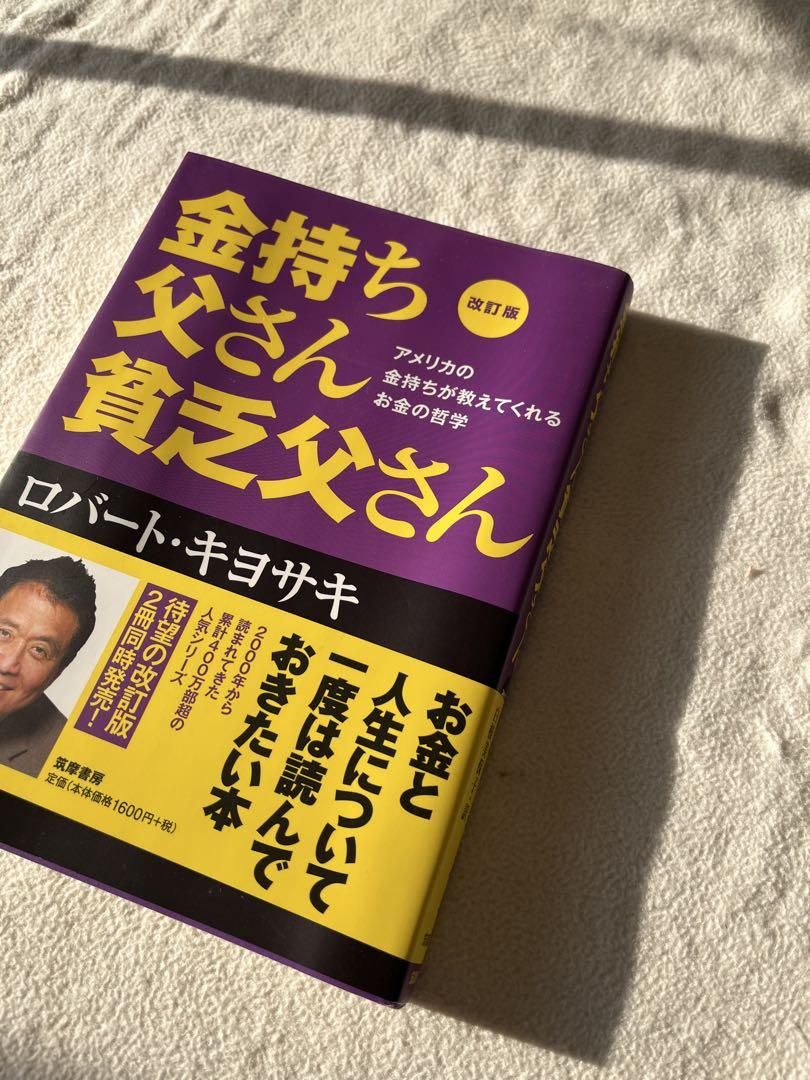 金持ち
父さん
貧乏父さん
改訂版
アメリカの
金持ちが教えてくれる
お金の哲学
ロバート・キヨサキ
お金と
人生について
一度は読んで
おきたい本
2000年から
読まれてきた
累計400万部超の
人気シリーズ。
待望の改訂版
2冊同時発売!
筑摩書房
定価(本体価格1600円+税)